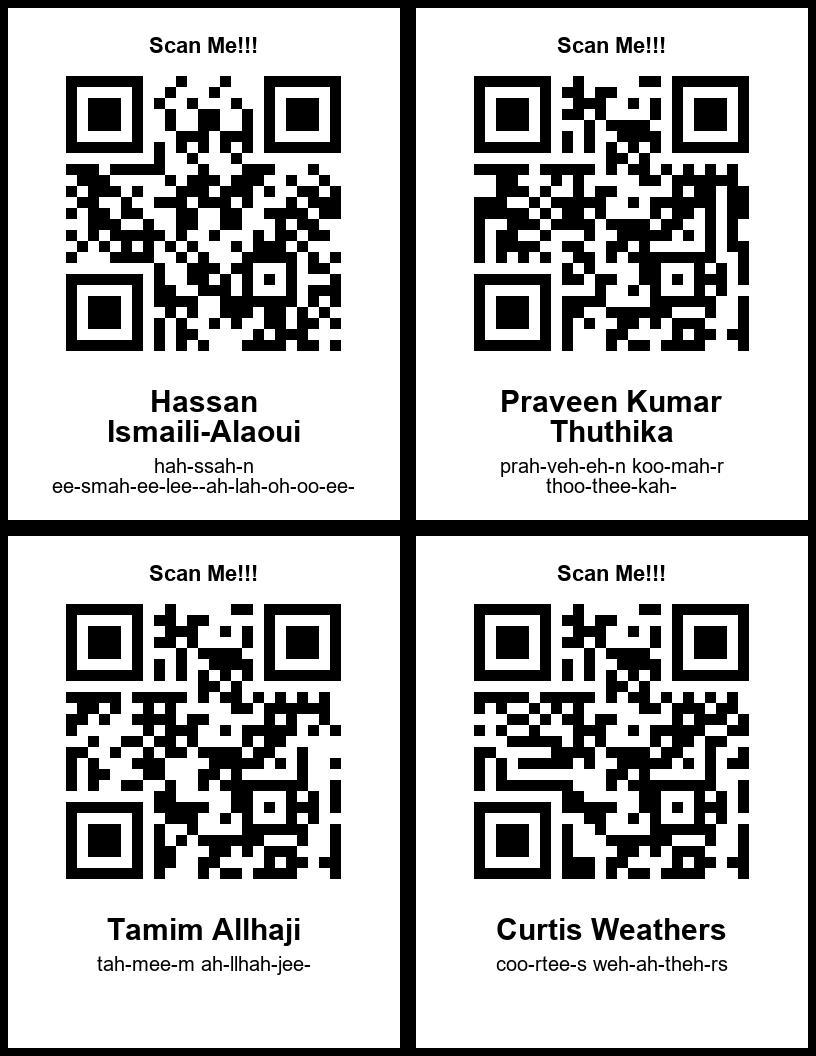 Scan Me!!!
Hassan
Ismaili-Alaoui
hah-ssah-n
ee-smah-ee-lee--ah-lah-oh-oo-ee-
Scan Me!!!
Praveen Kumar
Thuthika
prah-veh-eh-n koo-mah-r
thoo-thee-kah-
Scan Me!!!
Tamim Allhaji
tah-mee-m ah-llhah-jee-
Scan Me!!!
Curtis Weathers
coo-rtee-s weh-ah-theh-rs